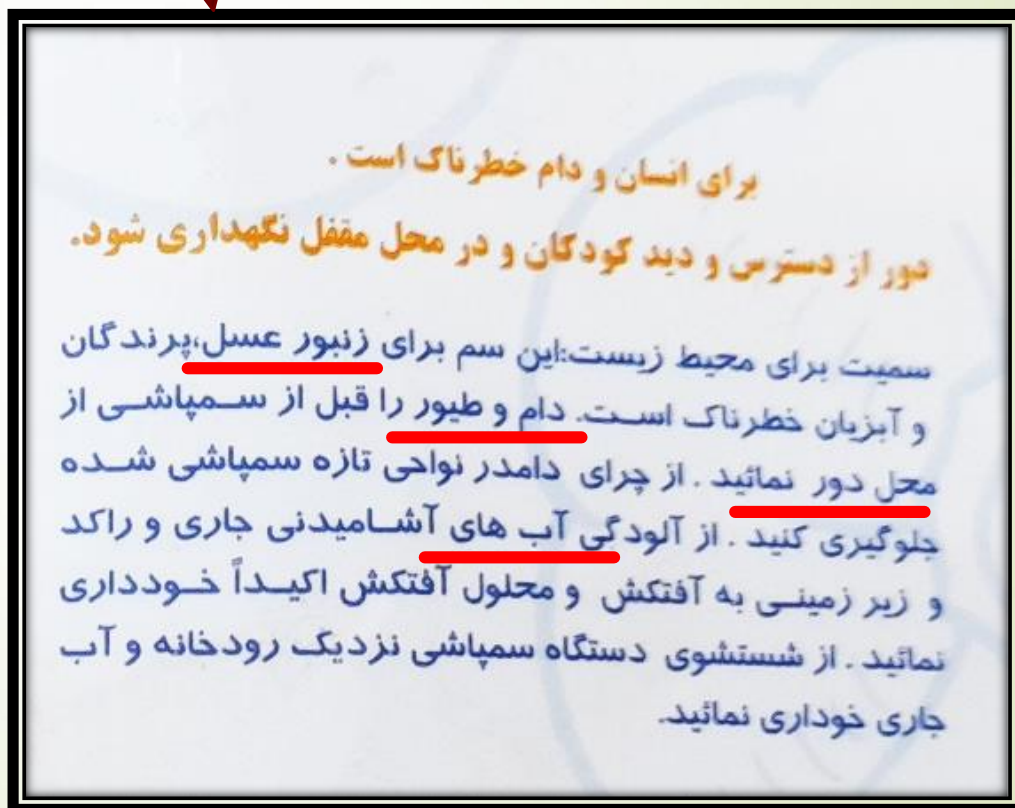 برای انسان و دام خطرناک است .
دور از دسترس و دید کودکان و در محل مقفل نگهداری شود.
سمیت برای محیط زیست:این سم برای زنبور عسل،پرندگان
و آبزیان خطرناک است. دام و طیور را قبل از سمپاشی از
محل دور نمائید . از چرای دامدر نواحی تازه سمپاشی شده
جلوگیری کنید . از آلودگی آب های آشامیدنی جاری و راکد
و زیر زمینی به آفتکش و محلول آفتکش اکیداً خودداری
نمائید . از شستشوی دستگاه سمپاشی نزدیک رودخانه و آب
جاری خوداری نمائید.